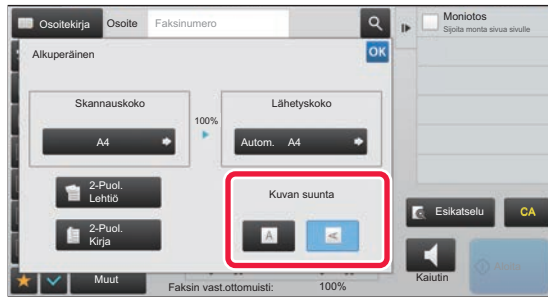 Osoitekirja
Osoite
Faksinumero
Moniotos
Sijoita monta sivua sivulle
Alkuperäinen
OK
Skannauskoko
100%
Lähetyskoko
A4
Autom. A4
2-Puol.
Lehtiö
2-Puol.
Kirja
Kuvan suunta
A
A
Esikatselu
CA
Muut
Faksin vast.ottomuisti:
100%
Kaiutin